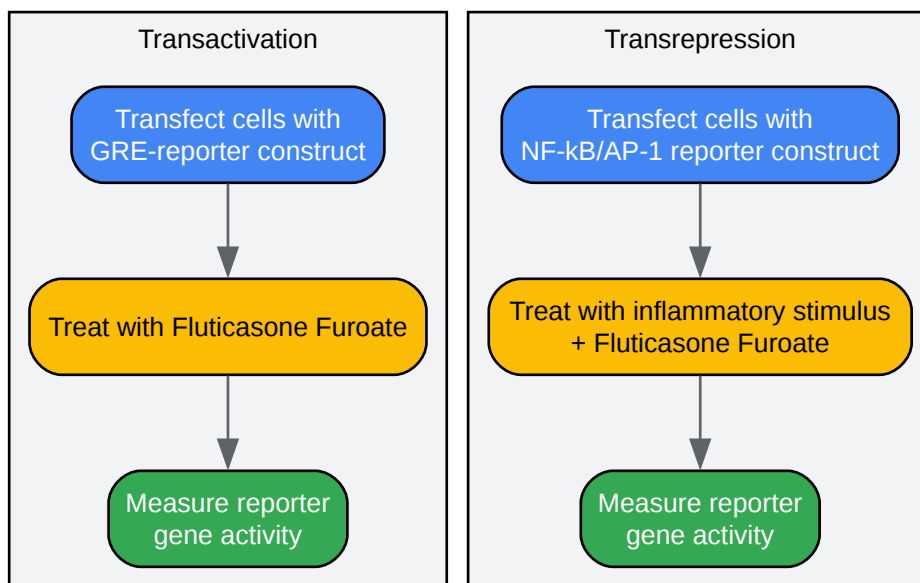 Transactivation
Transfect cells with
GRE-reporter construct
Treat with Fluticasone Furoate
Measure reporter
gene activity
Transrepression
Transfect cells with
NF-kB/AP-1 reporter construct
Treat with inflammatory stimulus
+ Fluticasone Furoate
Measure reporter
gene activity